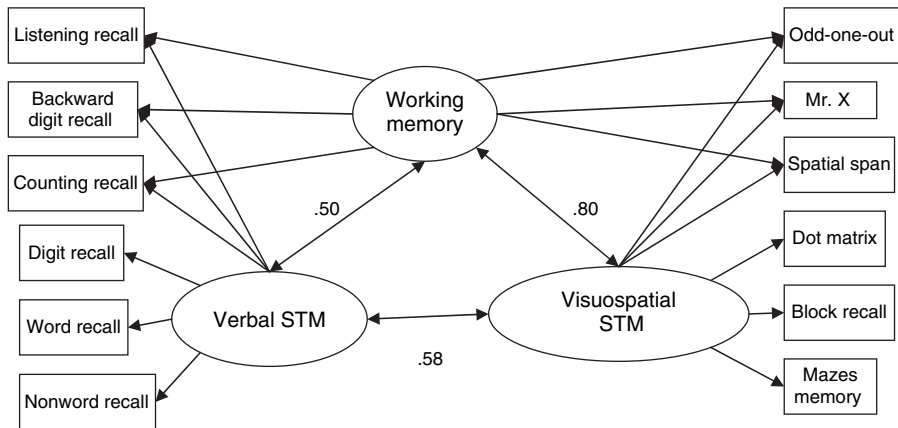 Listening recall
Backward
digit recall
Counting recall
Digit recall
Word recall
Nonword recall
Working
memory
.50
.80
Verbal STM
.58
Visuospatial
STM
Odd-one-out
Mr. X
Spatial span
Dot matrix
Block recall
Mazes
memory